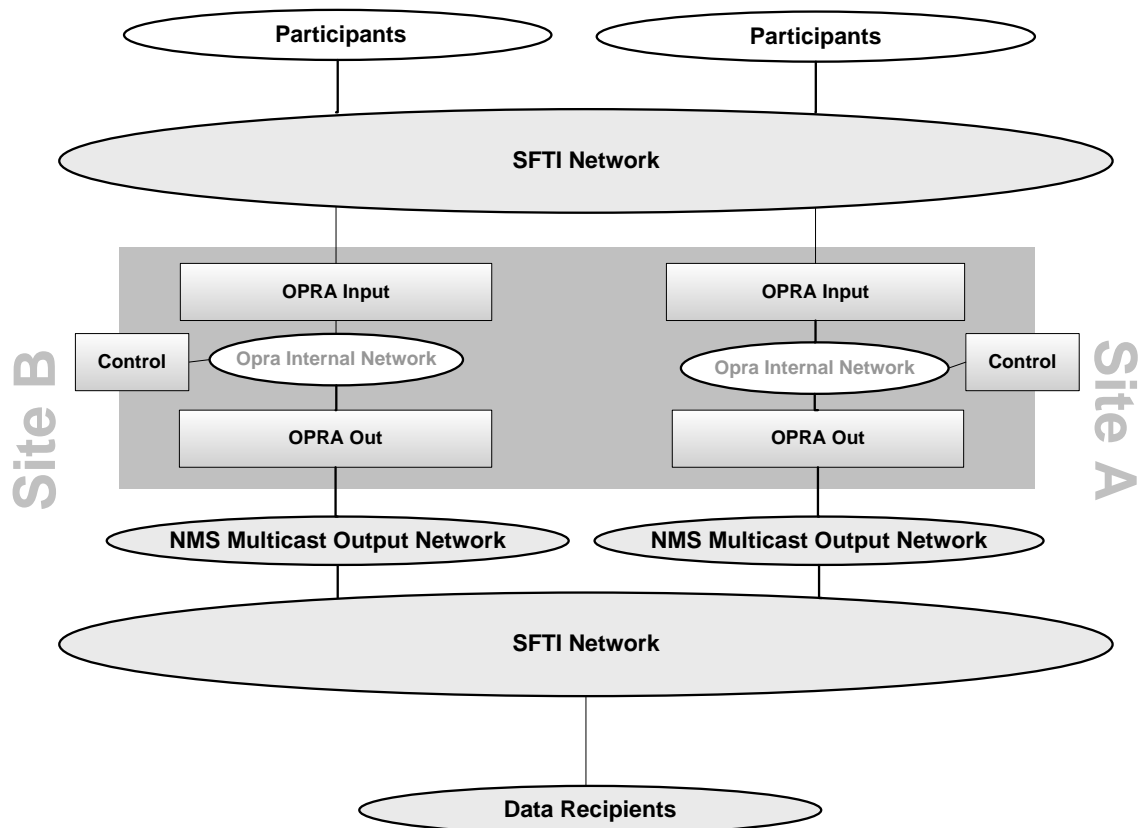 Participants
Participants
SFTI Network
OPRA Input
OPRA Input
Site B
Control
Opra Internal Network
Opra Internal Network
Control
Site A
OPRA Out
OPRA Out
NMS Multicast Output Network
NMS Multicast Output Network
SFTI Network
Data Recipients